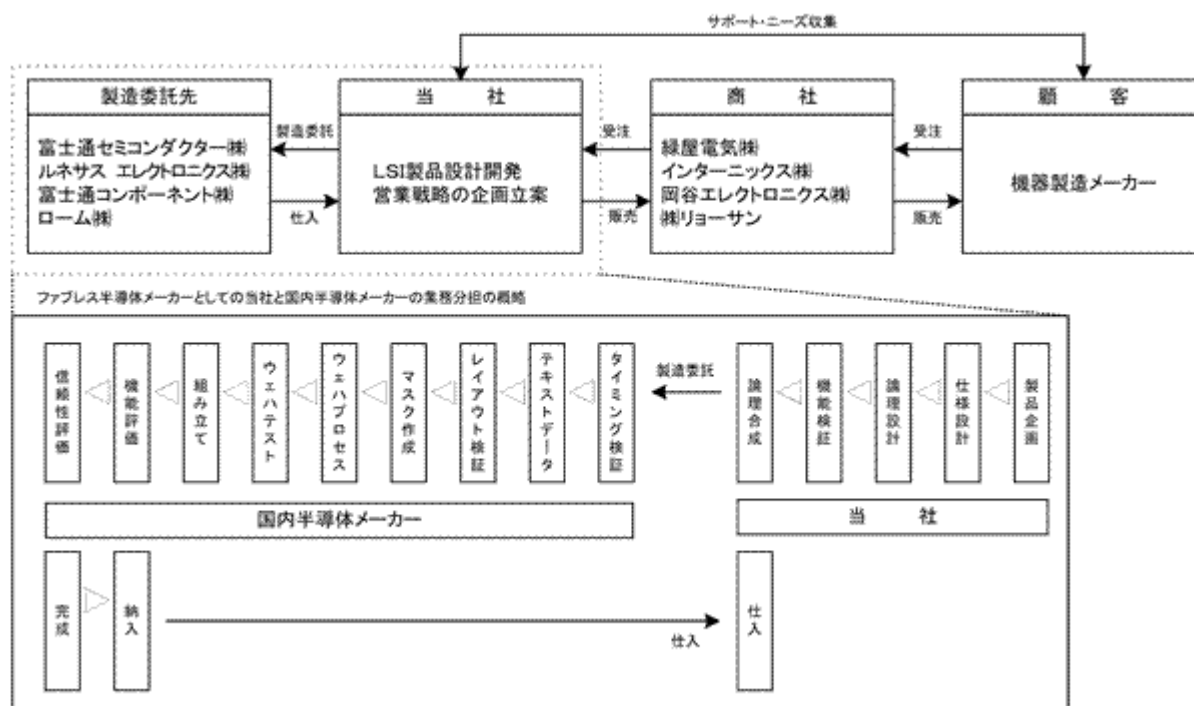 サポート・ニーズ収集
製造委託先
当　　社
商　　社
顧　　客
富士通セミコンダクター㈱
ルネサス エレクトロニクス㈱
富士通コンポーネント㈱
ローム㈱
製造委託
仕入
LSI製品設計開発
営業戦略の企画立案
受注
販売
緑屋電気㈱
インターニックス㈱
岡谷エレクトロニクス㈱
㈱リョーサン
受注
販売
機器製造メーカー
ファブレス半導体メーカーとしての当社と国内半導体メーカーの業務分担の概略
信頼性評価
機能評価
組み立て
ウェハテスト
ウェハプロセス
マスク作成
レイアウト検証
テキストデータ
タイミング検証
製造委託
論理合成
機能検証
論理設計
仕様設計
製品企画
国内半導体メーカー
当　　社
完成
納入
仕入
仕入